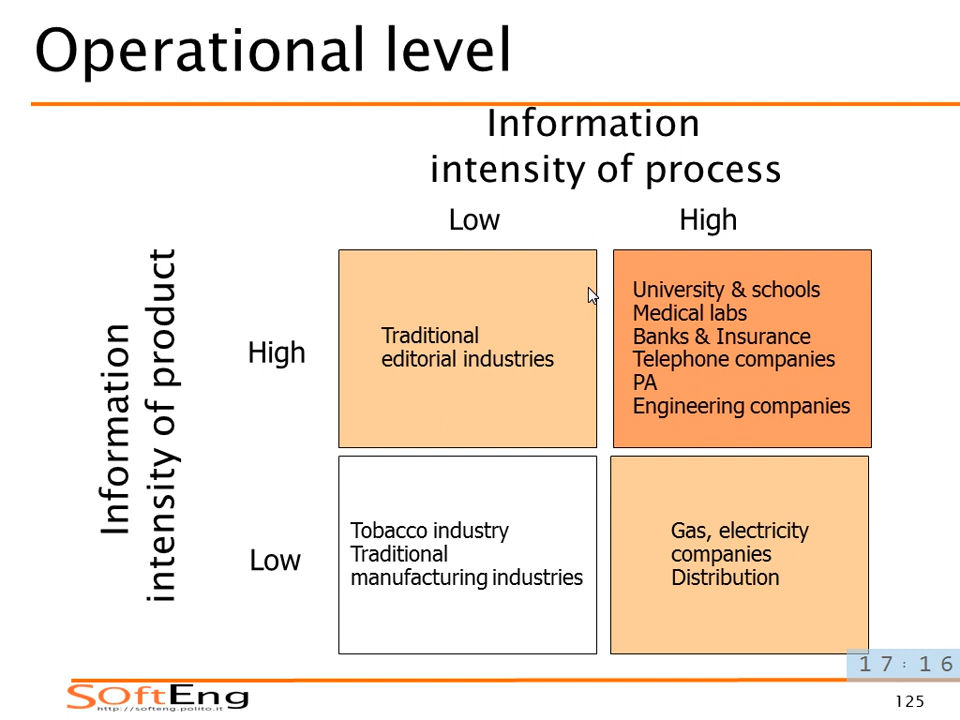 Operational level
Information
intensity of process
Low
High
Information
intensity of product
High
Traditional
editorial industries
University & schools
Medical labs
Banks & Insurance
Telephone companies
PA
Engineering companies
Low
Tobacco industry
Traditional
manufacturing industries
Gas, electricity
companies
Distribution
17:16
SoftEng
http://softeng.polito.it
125